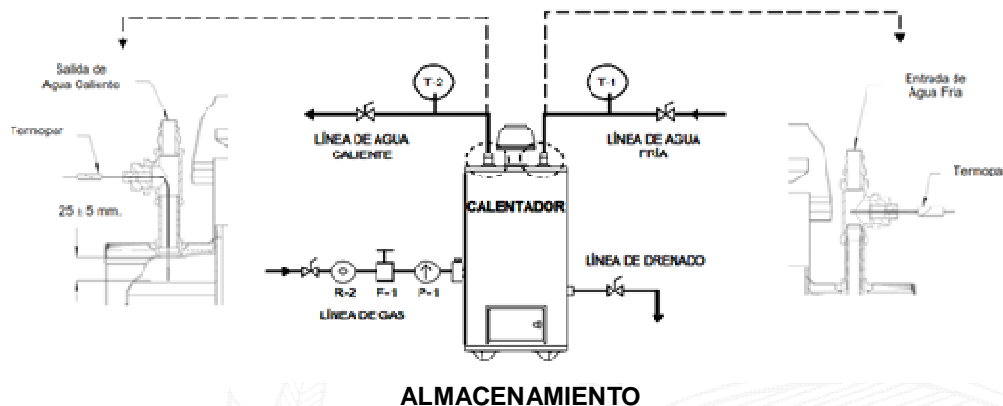 Salida de
Agua Caliente
Termopar
25 ± 5 mm.
T-2
T-1
LÍNEA DE AGUA
CALIENTE
LÍNEA DE AGUA
FRÍA
Entrada de
Agua Fría
Termopar
CALENTADOR
LÍNEA DE DRENADO
R-2
F-1
P-1
LÍNEA DE GAS
ALMACENAMIENTO